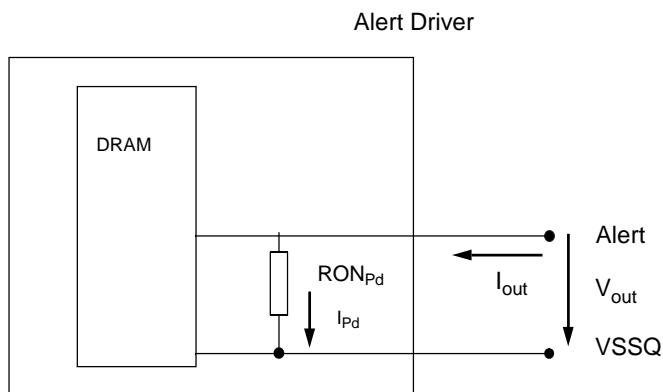 Alert Driver
DRAM
Alert
RONPd
Iout
Vout
IPd
VSSQ